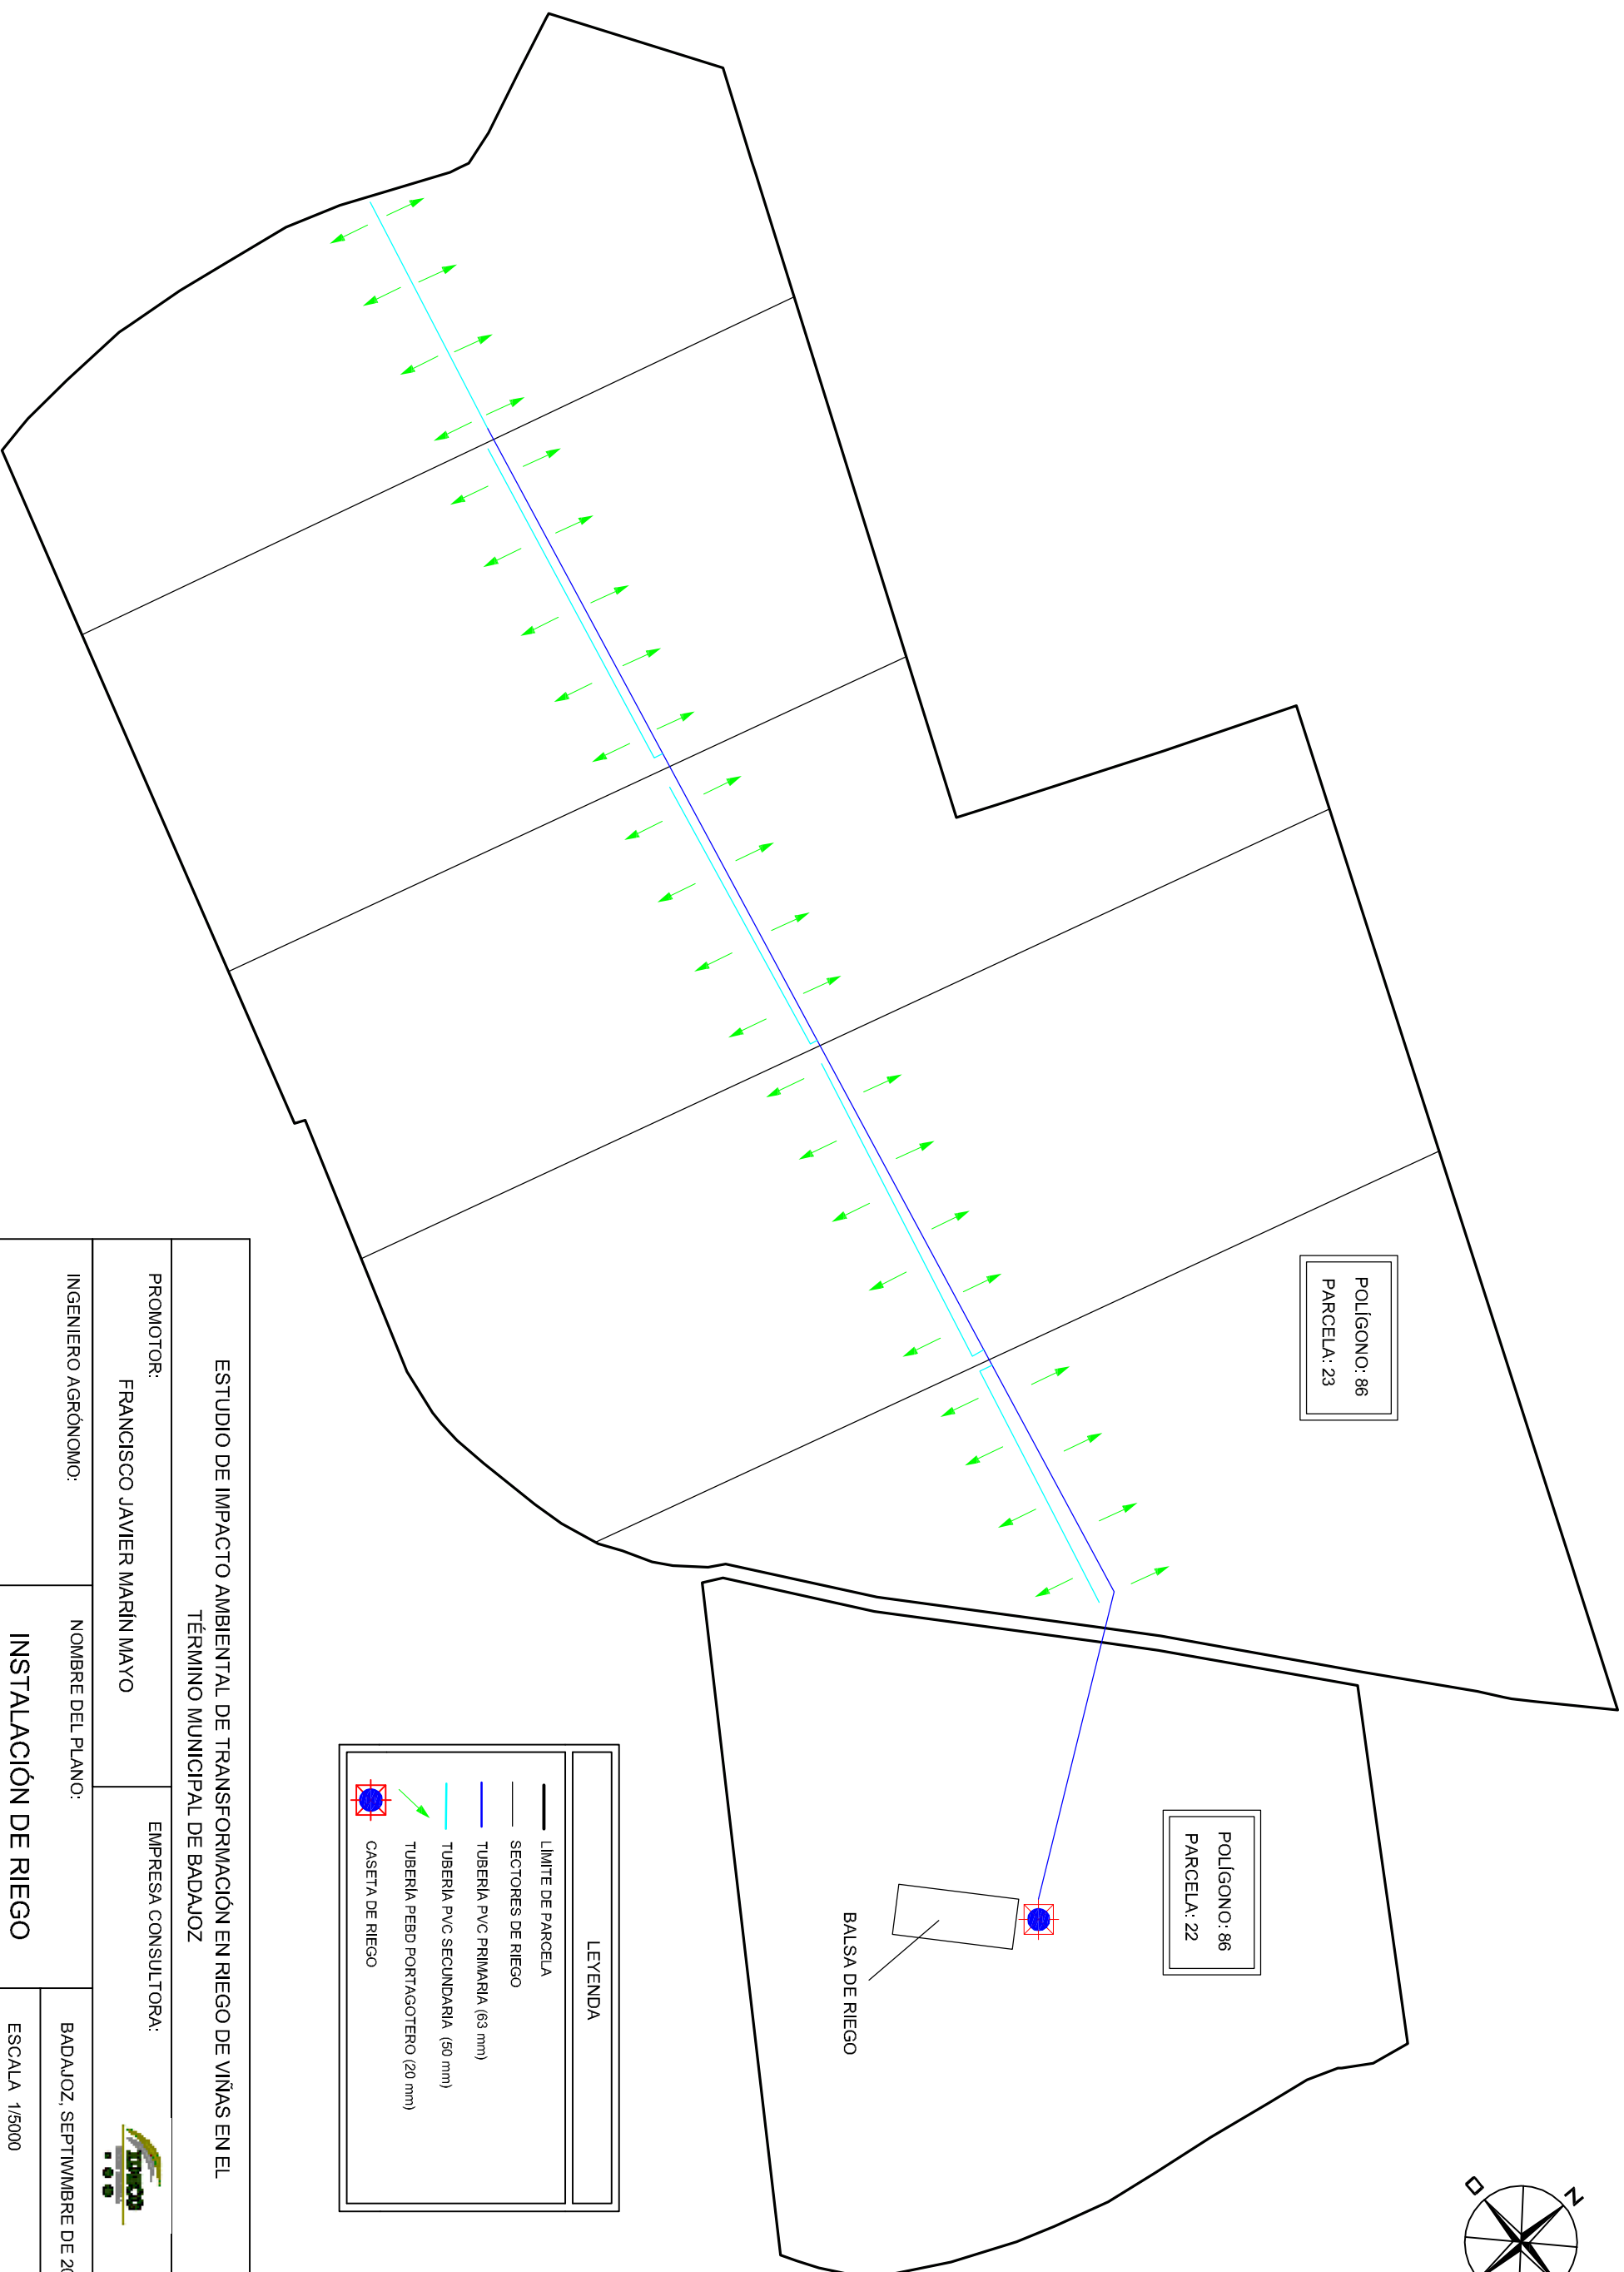 N
O
POLÍGONO: 86
PARCELA: 23
POLÍGONO: 86
PARCELA: 22
BALSA DE RIEGO
LEYENDA
LÍMITE DE PARCELA
SECTORES DE RIEGO
TUBERÍA PVC PRIMARIA (63 mm)
TUBERÍA PVC SECUNDARIA (50 mm)
TUBERÍA PEBD PORTAGOTERO (20 mm)
CASETA DE RIEGO
ESTUDIO DE IMPACTO AMBIENTAL DE TRANSFORMACIÓN EN RIEGO DE VIÑAS EN EL
TÉRMINO MUNICIPAL DE BADAJOZ
PROMOTOR:
FRANCISCO JAVIER MARÍN MAYO
EMPRESA CONSULTORA:
INGENIERO AGRÓNOMO:
NOMBRE DEL PLANO:
INSTALACIÓN DE RIEGO
BADAJOZ, SEPTIWMBRE DE 20
ESCALA 1/5000